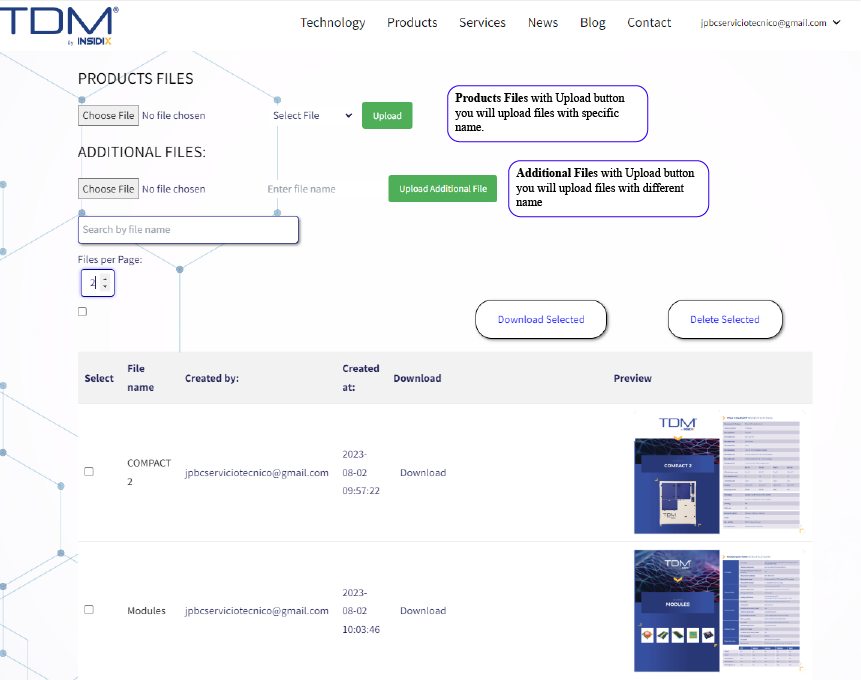 TDM®
by INSIDIX
Technology Products Services News Blog Contact jpbcserviciotecnico@gmail.com
PRODUCTS FILES
Choose File No file chosen Select File Upload
Products Files with Upload button
you will upload files with specific
name.
ADDITIONAL FILES:
Choose File No file chosen Enter file name Upload Additional File
Additional Files with Upload button
you will upload files with different
name
Search by file name
Files per Page:
2
Download Selected Delete Selected
Select File name Created by: Created at: Download Preview
COMPACT 2 jpbcserviciotecnico@gmail.com 2023-08-02 09:57:22 Download
TDM
COMPACT 2
Modules jpbcserviciotecnico@gmail.com 2023-08-02 10:03:46 Download
TDM
MODULES